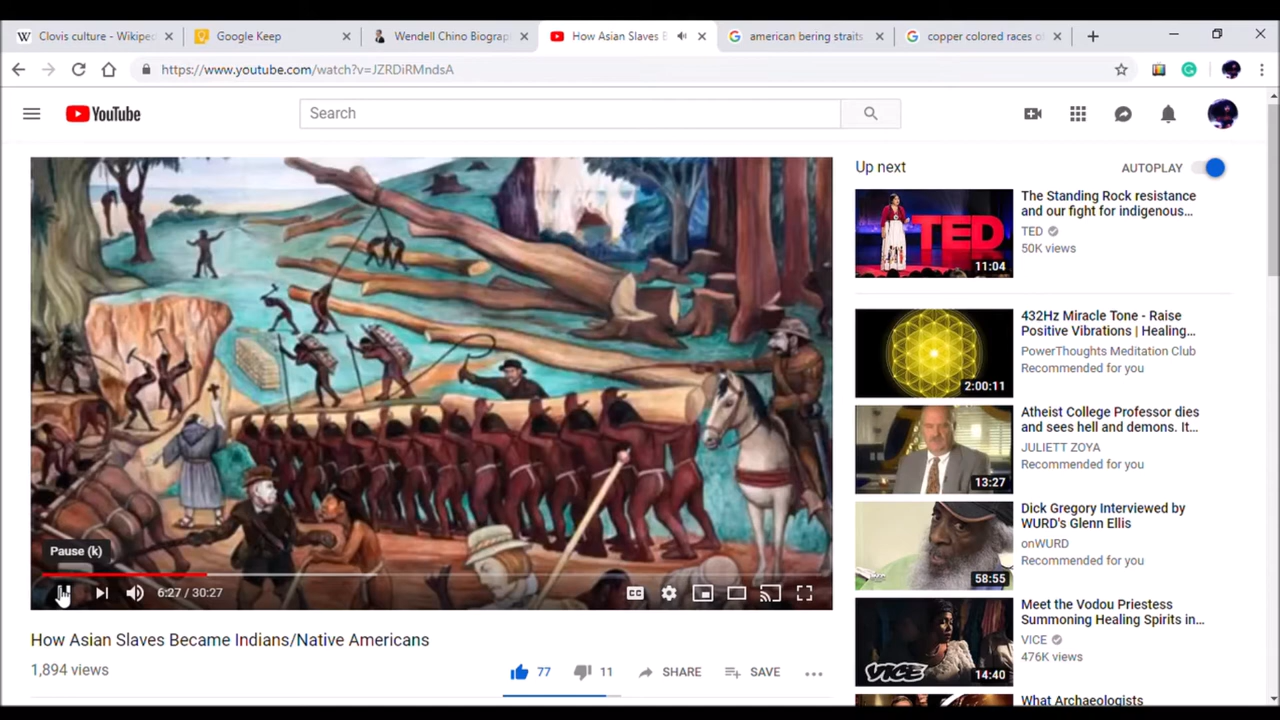 Clovis culture - Wikipe
Google Keep
Wendell Chino Biograp
How Asian Slaves B
american bering straits
copper colored races o
https://www.youtube.com/watch?v=JZRDiRMndsA
YouTube
Search
Pause (k)
6:27 / 30:27
CC
How Asian Slaves Became Indians/Native Americans
1,894 views
77
11
SHARE
SAVE
Up next
AUTOPLAY
TED
11:04
The Standing Rock resistance
and our fight for indigenous...
TED
50K views
2:00:11
432Hz Miracle Tone - Raise
Positive Vibrations | Healing...
PowerThoughts Meditation Club
Recommended for you
13:27
Atheist College Professor dies
and sees hell and demons. It...
JULIETT ZOYA
Recommended for you
58:55
Dick Gregory Interviewed by
WURD's Glenn Ellis
onWURD
Recommended for you
VICE
14:40
Meet the Vodou Priestess
Summoning Healing Spirits in...
VICE
476K views
What Archaeologists